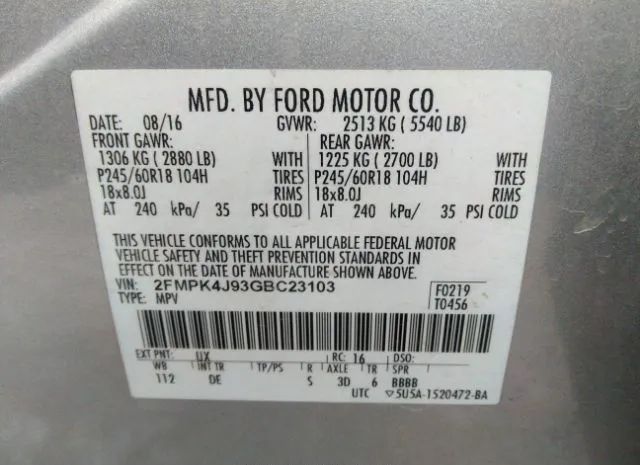 MFD. BY FORD MOTOR CO.
DATE: 08/16 GVWR: 2513 KG ( 5540 LB)
FRONT GAWR: REAR GAWR:
1306 KG ( 2880 LB) WITH 1225 KG ( 2700 LB) WITH
P245/60R18 104H TIRES P245/60R18 104H TIRES
18x8.0J RIMS 18x8.0J RIMS
AT 240 kPa/ 35 PSI COLD AT 240 kPa/ 35 PSI COLD
THIS VEHICLE CONFORMS TO ALL APPLICABLE FEDERAL MOTOR
VEHICLE SAFETY AND THEFT PREVENTION STANDARDS IN
EFFECT ON THE DATE OF MANUFACTURE SHOWN ABOVE.
VIN: 2FMPK4J93GBC23103 F0219
TYPE: MPV T0456
EXT PNT: UX RC: 16 DSO:
WB INT TR TP/PS R AXLE TR SPR
112 DE S 3D 6 BBBB
UTC ▽5U5A-1520472-BA